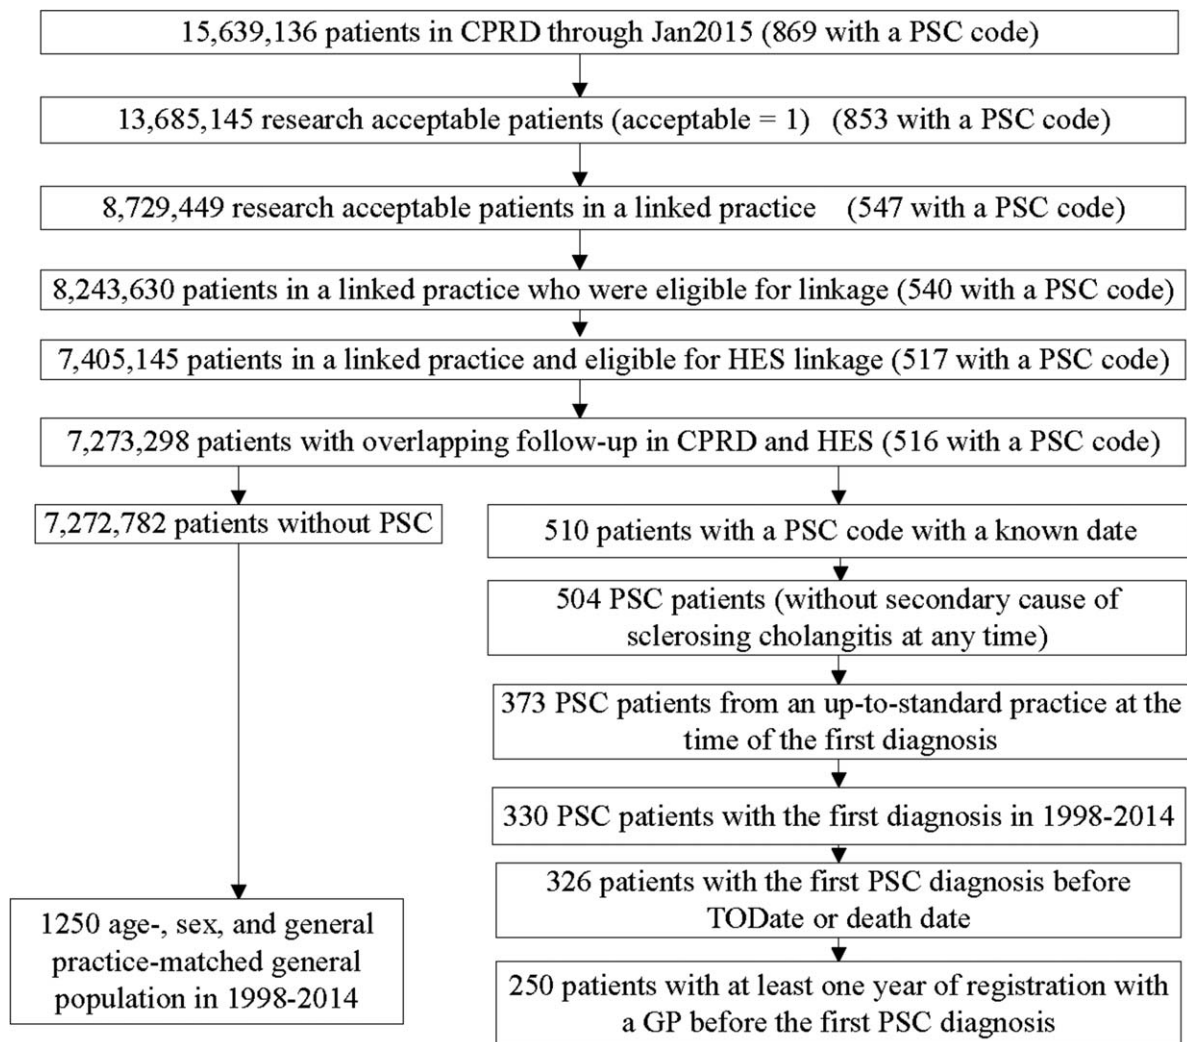 15,639,136 patients in CPRD through Jan2015 (869 with a PSC code)
13,685,145 research acceptable patients (acceptable = 1) (853 with a PSC code)
8,729,449 research acceptable patients in a linked practice (547 with a PSC code)
8,243,630 patients in a linked practice who were eligible for linkage (540 with a PSC code)
7,405,145 patients in a linked practice and eligible for HES linkage (517 with a PSC code)
7,273,298 patients with overlapping follow-up in CPRD and HES (516 with a PSC code)
7,272,782 patients without PSC
1250 age-, sex, and general
practice-matched general
population in 1998-2014
510 patients with a PSC code with a known date
504 PSC patients (without secondary cause of
sclerosing cholangitis at any time)
373 PSC patients from an up-to-standard practice at the
time of the first diagnosis
330 PSC patients with the first diagnosis in 1998-2014
326 patients with the first PSC diagnosis before
TODate or death date
250 patients with at least one year of registration with
a GP before the first PSC diagnosis